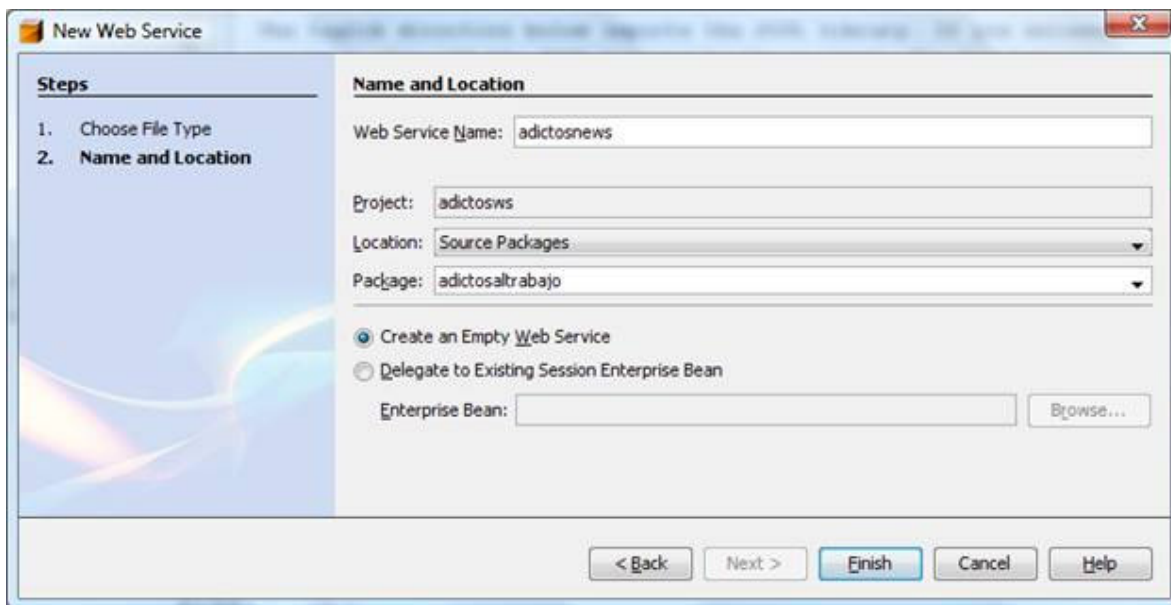 New Web Service
Steps
1. Choose File Type
2. Name and Location
Name and Location
Web Service Name: adictosnews
Project: adictosws
Location: Source Packages
Package: adictosaltrabajo
Create an Empty Web Service
Delegate to Existing Session Enterprise Bean
Enterprise Bean: Browse...
< Back Next > Finish Cancel Help